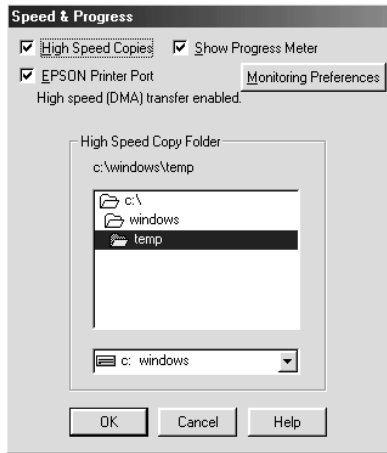 Speed & Progress
High Speed Copies Show Progress Meter
EPSON Printer Port Monitoring Preferences
High speed (DMA) transfer enabled.
High Speed Copy Folder
c:\windows\temp
c:\
windows
temp
c: windows
OK Cancel Help